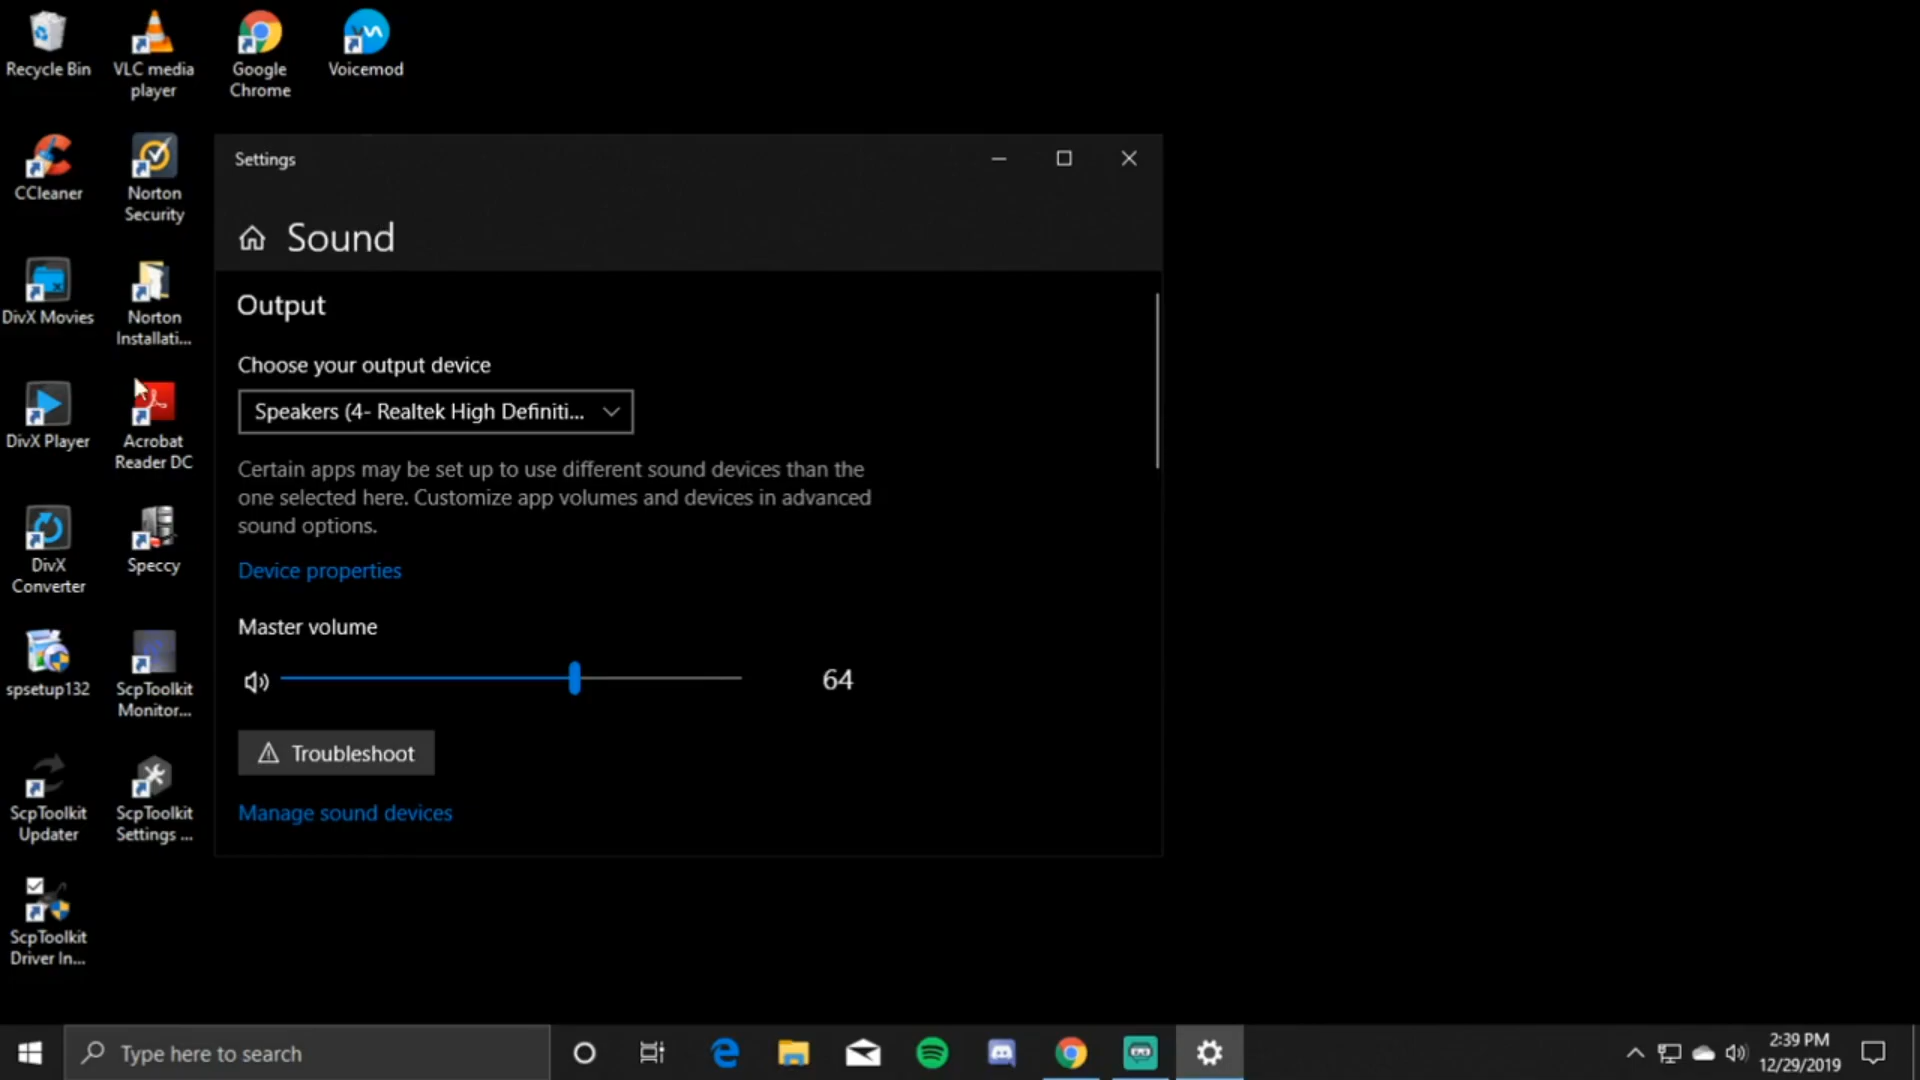 Recycle Bin
VLC media
player
Google
Chrome
Voicemod
CCleaner
Norton
Security
DivX Movies
Norton
Installati...
DivX Player
Acrobat
Reader DC
DivX
Converter
Speccy
spsetup132
ScpToolkit
Monitor...
ScpToolkit
Updater
ScpToolkit
Settings ...
ScpToolkit
Driver In...
Settings
Sound
Output
Choose your output device
Speakers (4- Realtek High Definiti...
Certain apps may be set up to use different sound devices than the
one selected here. Customize app volumes and devices in advanced
sound options.
Device properties
Master volume
64
Troubleshoot
Manage sound devices
Type here to search
2:39 PM
12/29/2019